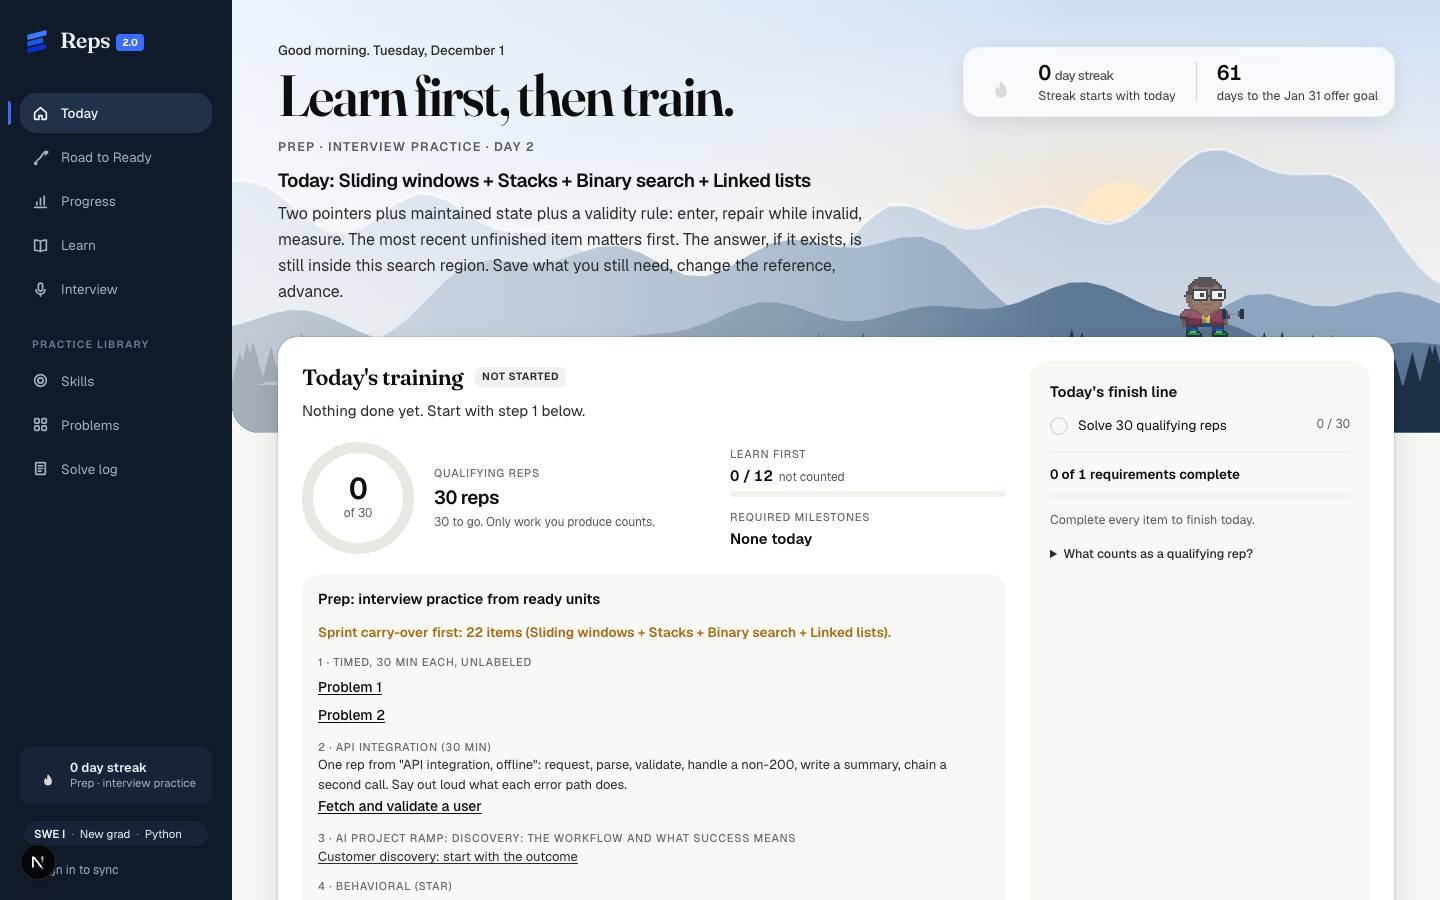 Reps 2.0
Today
Road to Ready
Progress
Learn
Interview
PRACTICE LIBRARY
Skills
Problems
Solve log
0 day streak
Prep · interview practice
SWE I · New grad · Python
N
in to sync
Good morning. Tuesday, December 1
Learn first, then train.
PREP · INTERVIEW PRACTICE · DAY 2
Today: Sliding windows + Stacks + Binary search + Linked lists
Two pointers plus maintained state plus a validity rule: enter, repair while invalid,
measure. The most recent unfinished item matters first. The answer, if it exists, is
still inside this search region. Save what you still need, change the reference,
advance.
0 day streak
Streak starts with today
61
days to the Jan 31 offer goal
Today's training NOT STARTED
Nothing done yet. Start with step 1 below.
0
of 30
QUALIFYING REPS
30 reps
30 to go. Only work you produce counts.
LEARN FIRST
0 / 12 not counted
REQUIRED MILESTONES
None today
Prep: interview practice from ready units
Sprint carry-over first: 22 items (Sliding windows + Stacks + Binary search + Linked lists).
1 · TIMED, 30 MIN EACH, UNLABELED
Problem 1
Problem 2
2 · API INTEGRATION (30 MIN)
One rep from "API integration, offline": request, parse, validate, handle a non-200, write a summary, chain a
second call. Say out loud what each error path does.
Fetch and validate a user
3 · AI PROJECT RAMP: DISCOVERY: THE WORKFLOW AND WHAT SUCCESS MEANS
Customer discovery: start with the outcome
4 · BEHAVIORAL (STAR)
Today’s finish line
Solve 30 qualifying reps 0 / 30
0 of 1 requirements complete
Complete every item to finish today.
What counts as a qualifying rep?